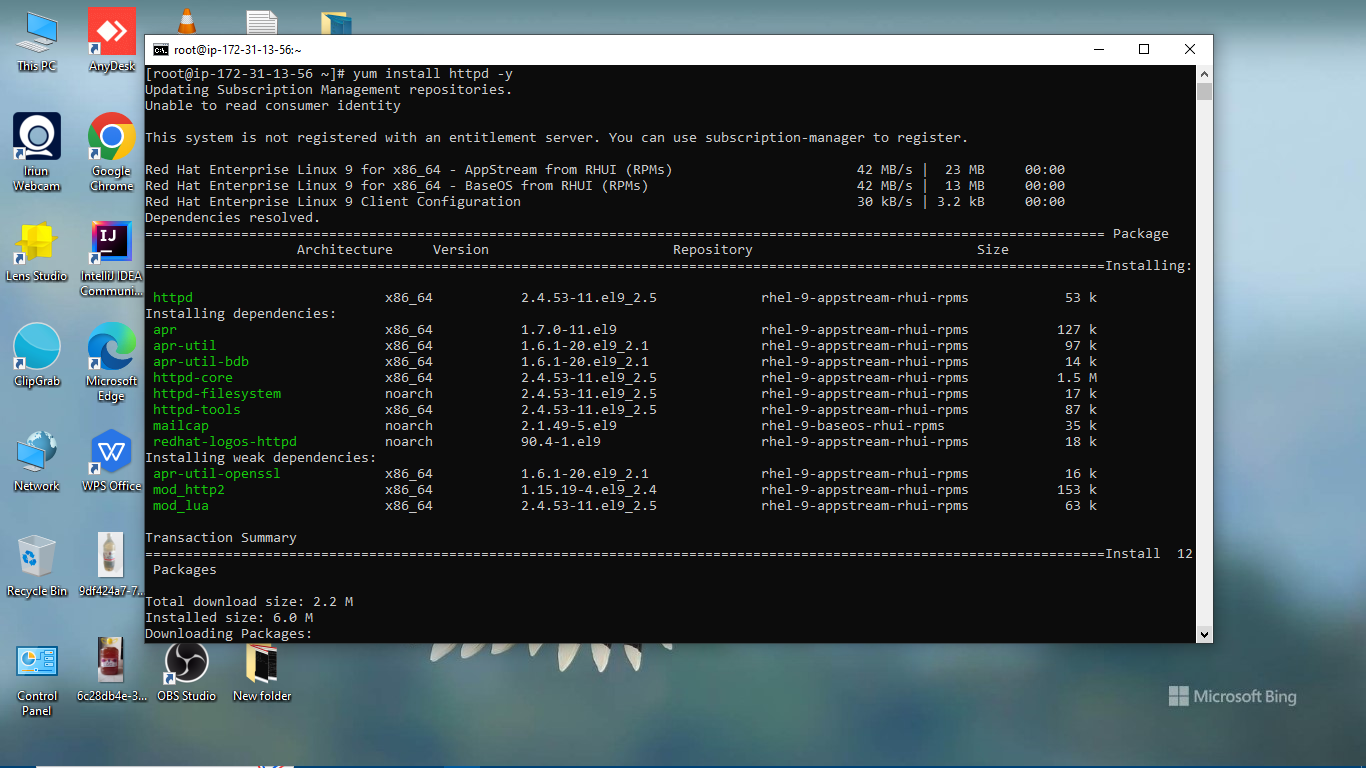 root@ip-172-31-13-56:~
[root@ip-172-31-13-56 ~]# yum install httpd -y
Updating Subscription Management repositories.
Unable to read consumer identity
This system is not registered with an entitlement server. You can use subscription-manager to register.
Red Hat Enterprise Linux 9 for x86_64 - AppStream from RHUI (RPMs) 42 MB/s | 23 MB 00:00
Red Hat Enterprise Linux 9 for x86_64 - BaseOS from RHUI (RPMs) 42 MB/s | 13 MB 00:00
Red Hat Enterprise Linux 9 Client Configuration 30 kB/s | 3.2 kB 00:00
Dependencies resolved.
======================================================================================================================== Package
Architecture Version Repository Size
========================================================================================================================Installing:
httpd x86_64 2.4.53-11.el9_2.5 rhel-9-appstream-rhui-rpms 53 k
Installing dependencies:
apr x86_64 1.7.0-11.el9 rhel-9-appstream-rhui-rpms 127 k
apr-util x86_64 1.6.1-20.el9_2.1 rhel-9-appstream-rhui-rpms 97 k
apr-util-bdb x86_64 1.6.1-20.el9_2.1 rhel-9-appstream-rhui-rpms 14 k
httpd-core x86_64 2.4.53-11.el9_2.5 rhel-9-appstream-rhui-rpms 1.5 M
httpd-filesystem noarch 2.4.53-11.el9_2.5 rhel-9-appstream-rhui-rpms 17 k
httpd-tools x86_64 2.4.53-11.el9_2.5 rhel-9-appstream-rhui-rpms 87 k
mailcap noarch 2.1.49-5.el9 rhel-9-baseos-rhui-rpms 35 k
redhat-logos-httpd noarch 90.4-1.el9 rhel-9-appstream-rhui-rpms 18 k
Installing weak dependencies:
apr-util-openssl x86_64 1.6.1-20.el9_2.1 rhel-9-appstream-rhui-rpms 16 k
mod_http2 x86_64 1.15.19-4.el9_2.4 rhel-9-appstream-rhui-rpms 153 k
mod_lua x86_64 2.4.53-11.el9_2.5 rhel-9-appstream-rhui-rpms 63 k
Transaction Summary
========================================================================================================================Install 12
Packages
Total download size: 2.2 M
Installed size: 6.0 M
Downloading Packages:
This PC
AnyDesk
Iriun
Webcam
Google
Chrome
Lens Studio
IntelliJ IDEA
Communi...
IJ
ClipGrab
Microsoft
Edge
Network
WPS Office
Recycle Bin
9df424a7-7...
Control
Panel
6c28db4e-3...
OBS Studio
New folder
Microsoft Bing